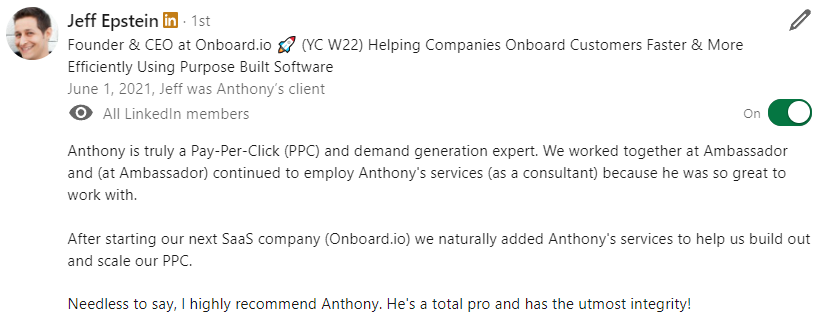 Jeff Epstein in · 1st
Founder & CEO at Onboard.io 🚀 (YC W22) Helping Companies Onboard Customers Faster & More
Efficiently Using Purpose Built Software
June 1, 2021, Jeff was Anthony's client
All LinkedIn members
On
Anthony is truly a Pay-Per-Click (PPC) and demand generation expert. We worked together at Ambassador
and (at Ambassador) continued to employ Anthony's services (as a consultant) because he was so great to
work with.
After starting our next SaaS company (Onboard.io) we naturally added Anthony's services to help us build out
and scale our PPC.
Needless to say, I highly recommend Anthony. He's a total pro and has the utmost integrity!